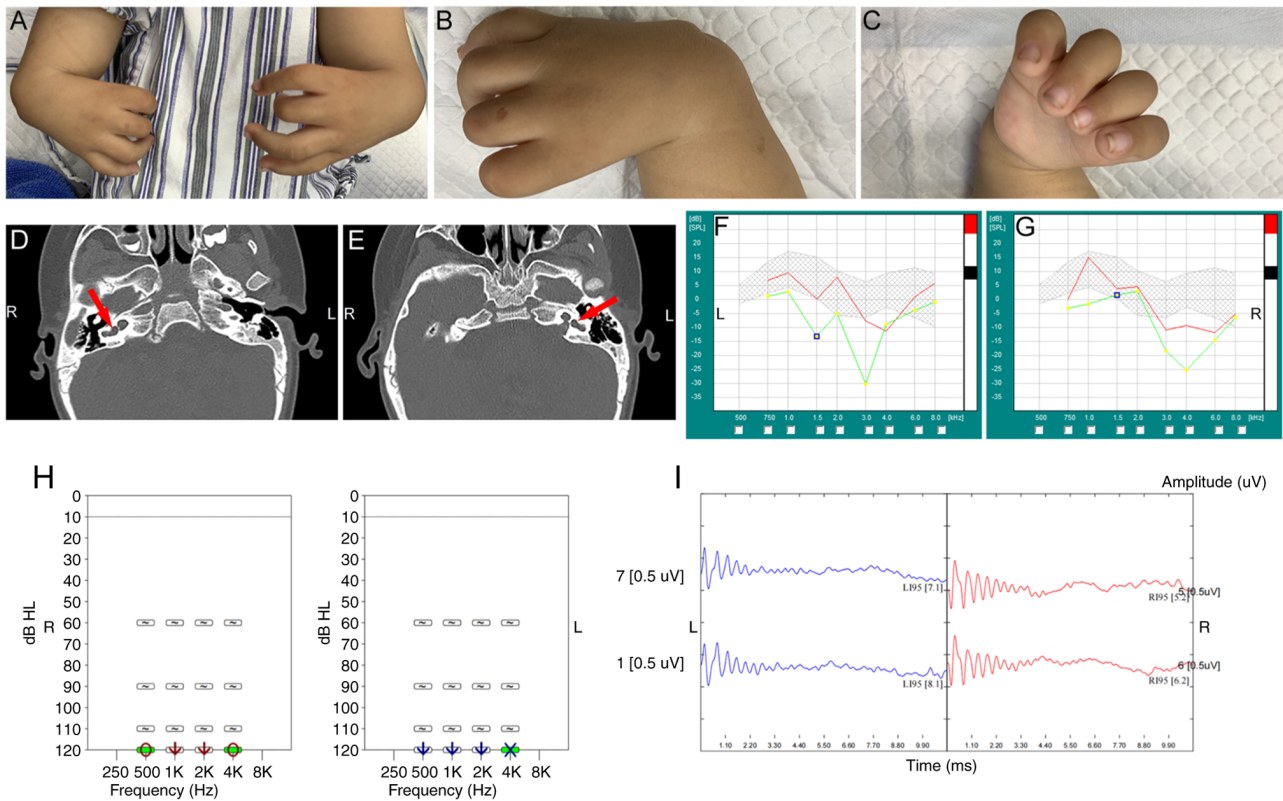 A
B
C
D
R
L
E
R
L
F
[dB]
[SPL]
20
15
10
5
0
-5
-10
-15
-20
-25
-30
-35
L
500 750 1.0 1.5 2.0 3.0 4.0 6.0 8.0 [kHz]
G
[dB]
[SPL]
20
15
10
5
0
-5
-10
-15
-20
-25
-30
-35
R
500 750 1.0 1.5 2.0 3.0 4.0 6.0 8.0 [kHz]
H
0
10
20
30
40
50
60
70
80
90
100
110
120
dB HL
R
250 500 1K 2K 4K 8K
Frequency (Hz)
0
10
20
30
40
50
60
70
80
90
100
110
120
dB HL
L
250 500 1K 2K 4K 8K
Frequency (Hz)
I
Amplitude (uV)
7 [0.5 uV]
LI95 [7.1]
5 [0.5uV]
RI95 [5.2]
L
R
1 [0.5 uV]
LI95 [8.1]
6 [0.5uV]
RI95 [6.2]
1.10 2.20 3.30 4.40 5.50 6.60 7.70 8.80 9.90
1.10 2.20 3.30 4.40 5.50 6.60 7.70 8.80 9.90
Time (ms)